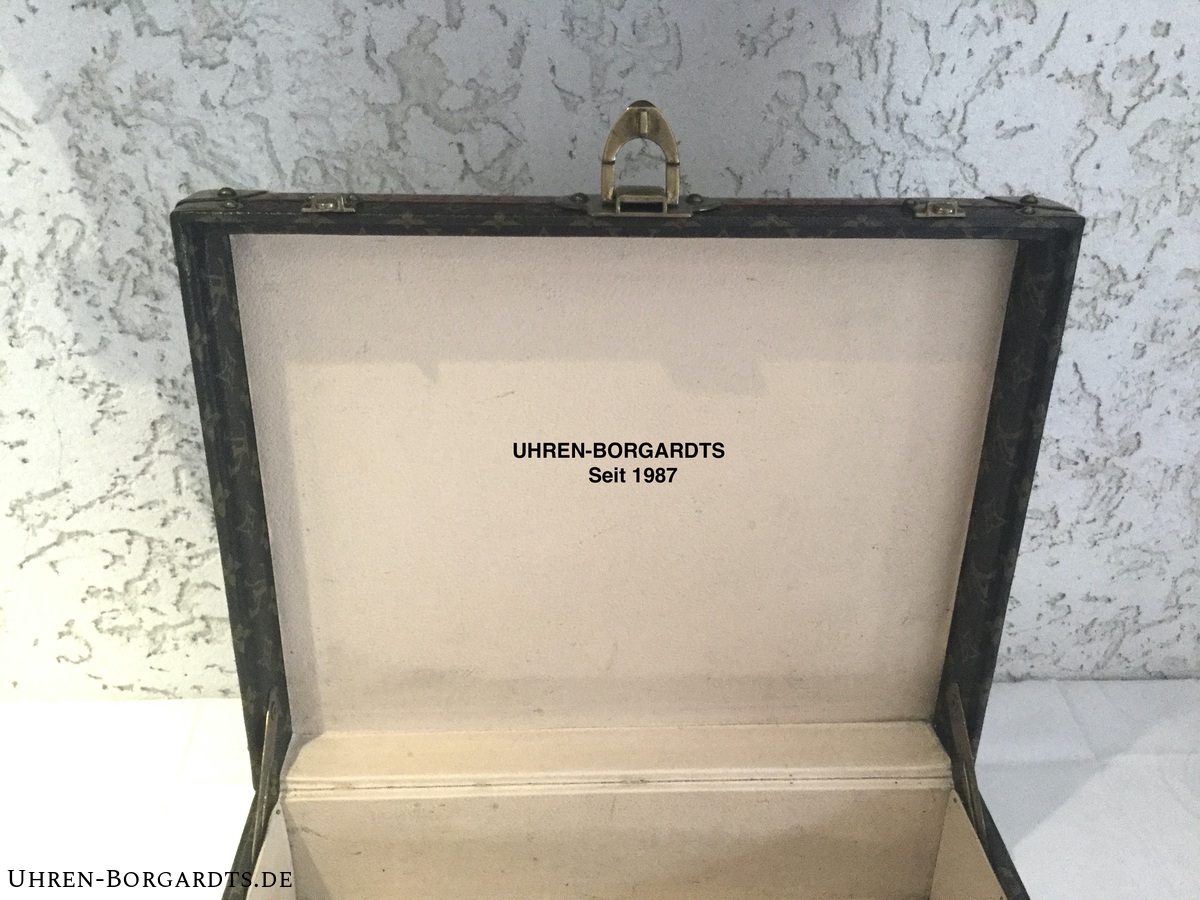 UHREN-BORGARDTS
Seit 1987
UHREN-BORGARDTS.DE